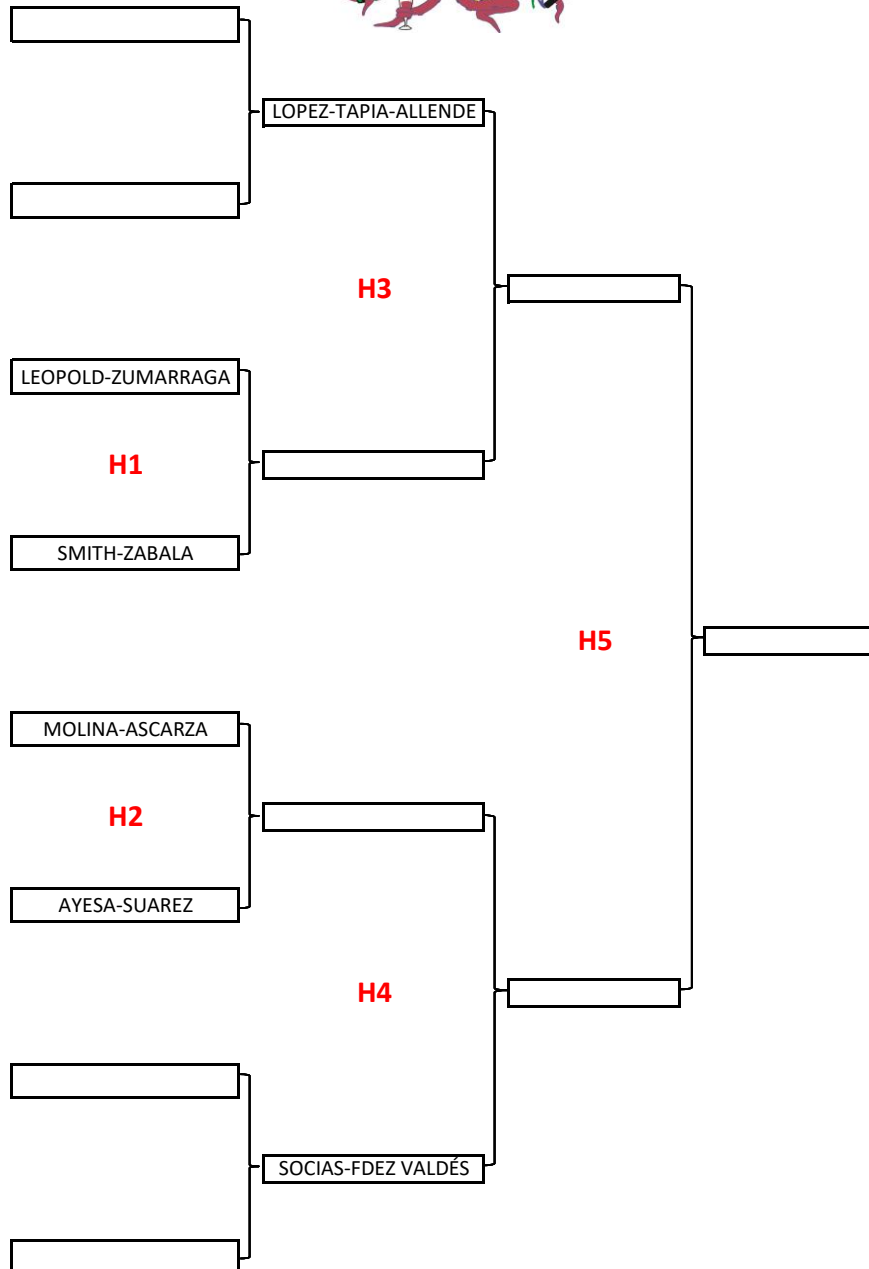 LOPEZ-TAPIA-ALLENDE
H3
LEOPOLD-ZUMARRAGA
H1
SMITH-ZABALA
H5
MOLINA-ASCARZA
H2
AYESA-SUAREZ
H4
SOCIAS-FDEZ VALDÉS